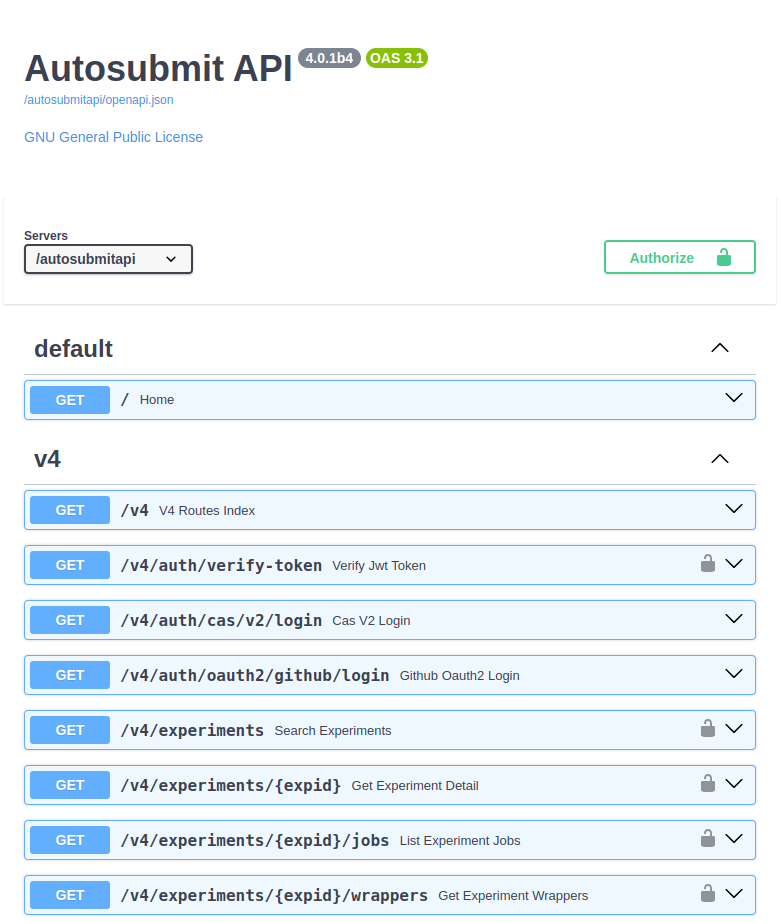 Autosubmit API 4.0.1b4 OAS 3.1
/autosubmitapi/openapi.json
GNU General Public License
Servers
/autosubmitapi
Authorize
default
GET / Home
v4
GET /v4 V4 Routes Index
GET /v4/auth/verify-token Verify Jwt Token
GET /v4/auth/cas/v2/login Cas V2 Login
GET /v4/auth/oauth2/github/login Github Oauth2 Login
GET /v4/experiments Search Experiments
GET /v4/experiments/{expid} Get Experiment Detail
GET /v4/experiments/{expid}/jobs List Experiment Jobs
GET /v4/experiments/{expid}/wrappers Get Experiment Wrappers